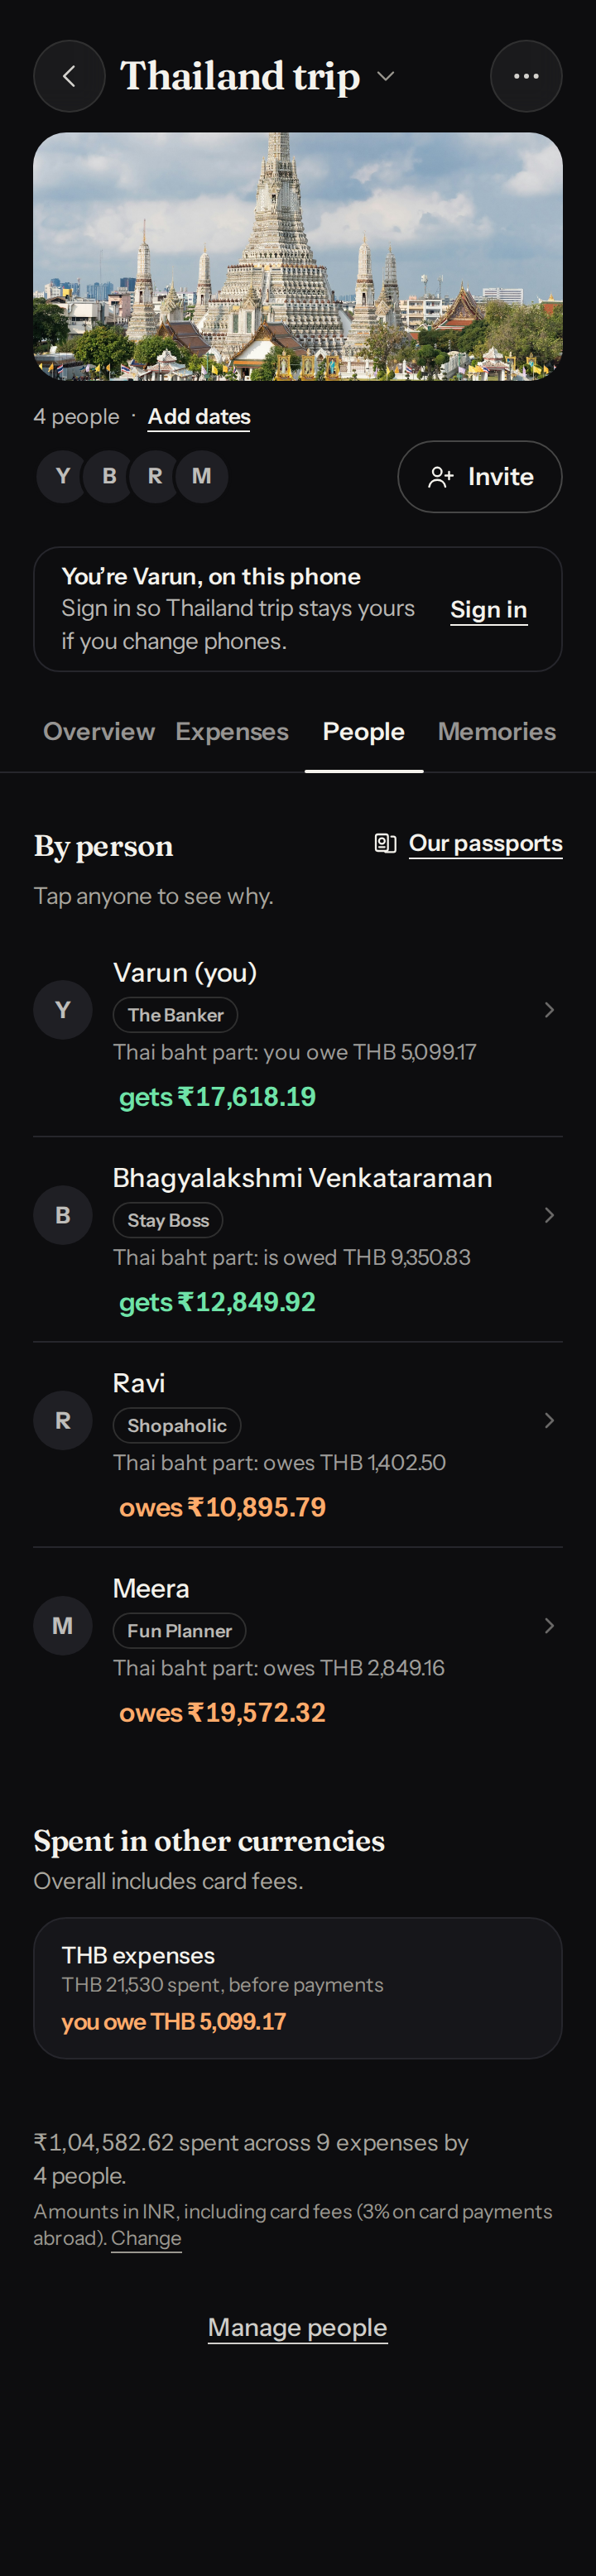 Thailand trip
4 people · Add dates
Y B R M
Invite
You’re Varun, on this phone
Sign in so Thailand trip stays yours
if you change phones.
Sign in
Overview Expenses People Memories
By person
Our passports
Tap anyone to see why.
Y
Varun (you)
The Banker
Thai baht part: you owe THB 5,099.17
gets ₹17,618.19
B
Bhagyalakshmi Venkataraman
Stay Boss
Thai baht part: is owed THB 9,350.83
gets ₹12,849.92
R
Ravi
Shopaholic
Thai baht part: owes THB 1,402.50
owes ₹10,895.79
M
Meera
Fun Planner
Thai baht part: owes THB 2,849.16
owes ₹19,572.32
Spent in other currencies
Overall includes card fees.
THB expenses
THB 21,530 spent, before payments
you owe THB 5,099.17
₹1,04,582.62 spent across 9 expenses by
4 people.
Amounts in INR, including card fees (3% on card payments
abroad). Change
Manage people